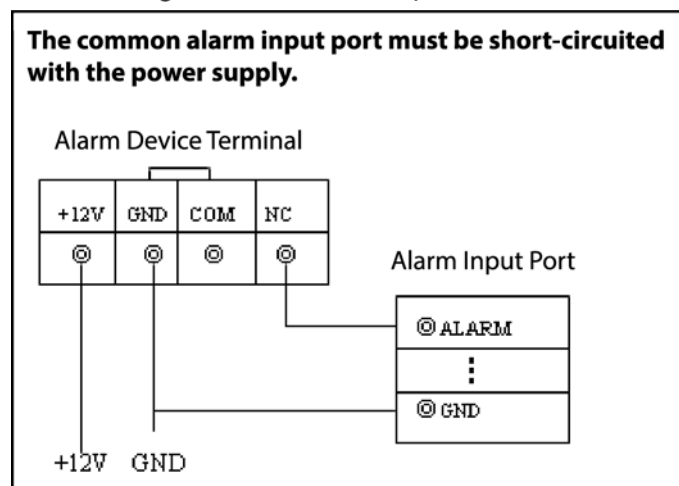 The common alarm input port must be short-circuited
with the power supply.
Alarm Device Terminal
+12V GND COM NC
Alarm Input Port
ALARM
GND
+12V GND